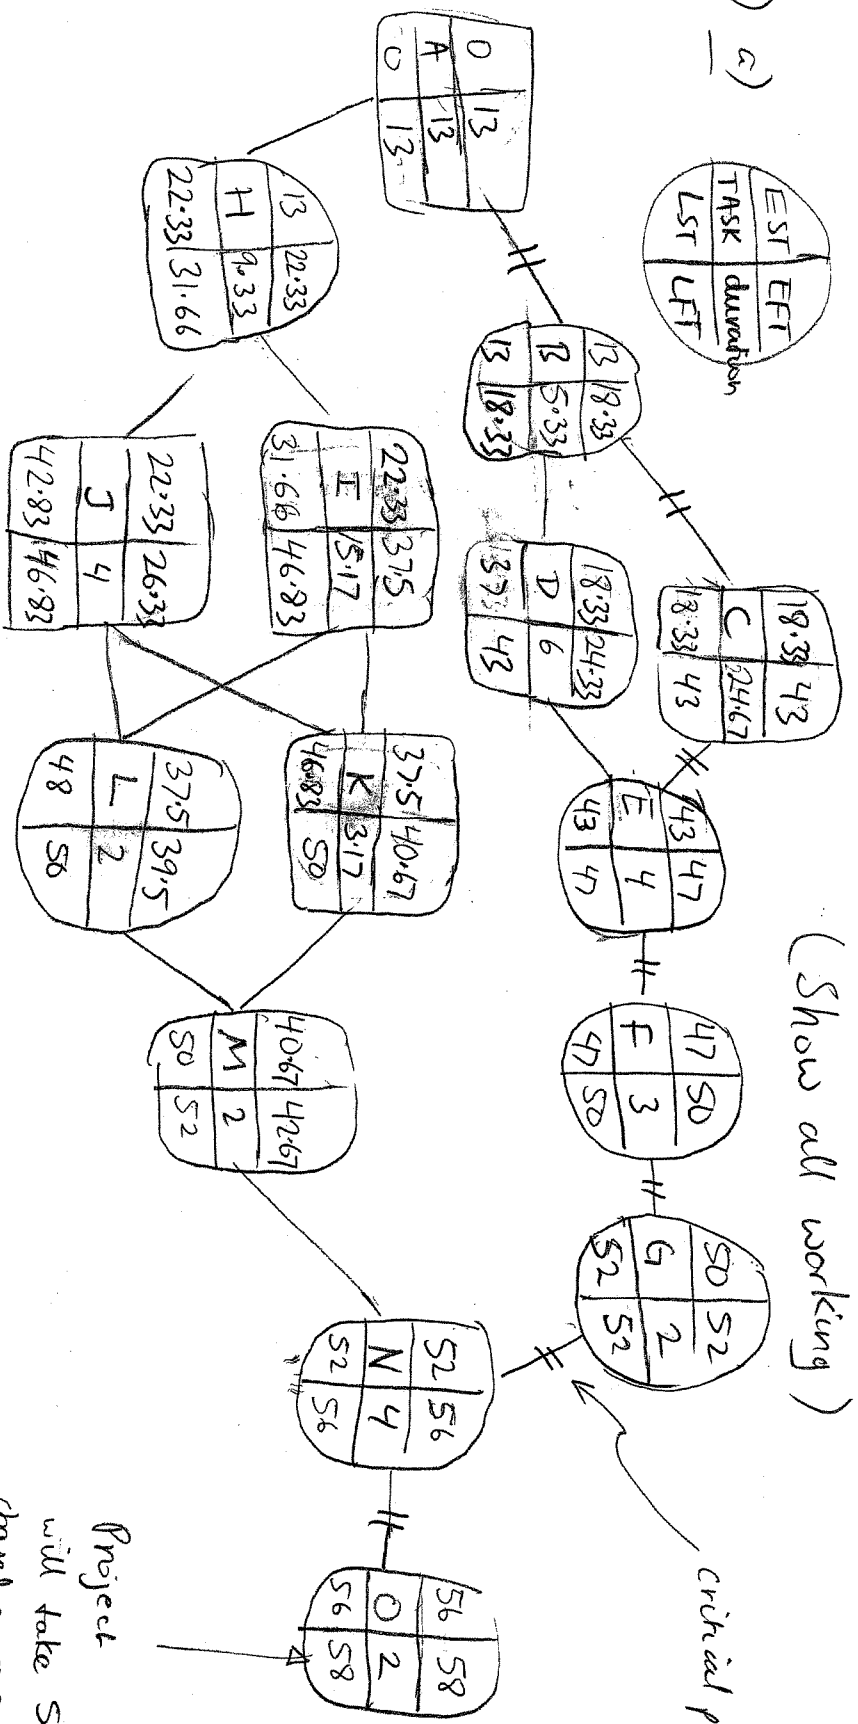 a)
(Show all working)
EST EFT
TASK duration
LST LFT
0 13
A 13
0 13
13 18.33
B 5.33
13 18.33
18.33 43
C 24.67
18.33 43
18.33 24.33
D 6
37 43
43 47
E 4
43 47
47 50
F 3
47 50
50 52
G 2
52 52
critical p
13 22.33
H 9.33
22.33 31.66
22.33 37.5
I 15.17
31.66 46.83
22.33 26.33
J 4
42.83 46.83
37.5 40.67
K 3.17
46.83 50
37.5 39.5
L 2
48 50
40.67 42.67
M 2
50 52
52 56
N 4
52 56
56 58
O 2
56 58
Project
will take 5